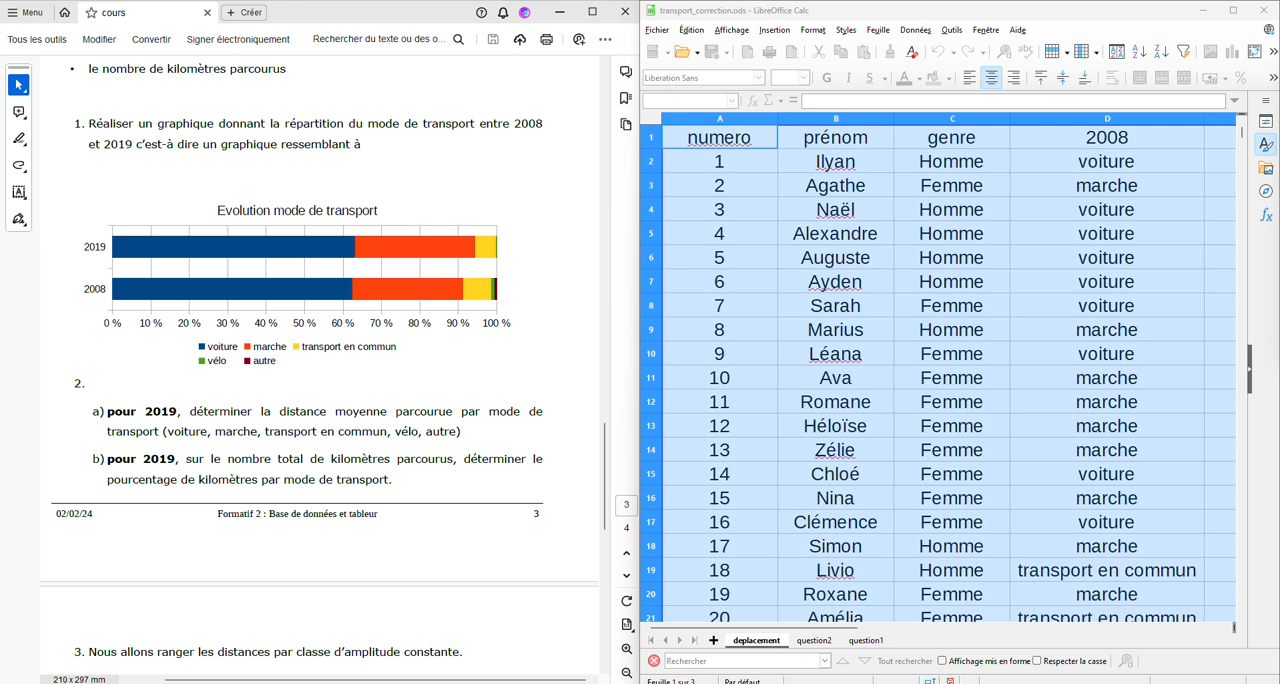 Menu
cours
Créer
Tous les outils Modifier Convertir Signer électroniquement Rechercher du texte ou des o...
• le nombre de kilomètres parcourus
1. Réaliser un graphique donnant la répartition du mode de transport entre 2008
et 2019 c’est-à dire un graphique ressemblant à
Evolution mode de transport
2019
2008
0 % 10 % 20 % 30 % 40 % 50 % 60 % 70 % 80 % 90 % 100 %
voiture marche transport en commun
vélo autre
2.
a) pour 2019, déterminer la distance moyenne parcourue par mode de
transport (voiture, marche, transport en commun, vélo, autre)
b) pour 2019, sur le nombre total de kilomètres parcourus, déterminer le
pourcentage de kilomètres par mode de transport.
02/02/24 Formatif 2 : Base de données et tableur 3
3. Nous allons ranger les distances par classe d’amplitude constante.
210 x 297 mm
3
4
transport_correction.ods - LibreOffice Calc
Fichier Édition Affichage Insertion Format Styles Feuille Données Outils Fenêtre Aide
Liberation Sans
A B C D
1 numero prénom genre 2008
2 1 Ilyan Homme voiture
3 2 Agathe Femme marche
4 3 Naël Homme voiture
5 4 Alexandre Homme voiture
6 5 Auguste Homme voiture
7 6 Ayden Homme voiture
8 7 Sarah Femme voiture
9 8 Marius Homme marche
10 9 Léana Femme voiture
11 10 Ava Femme marche
12 11 Romane Femme marche
13 12 Héloïse Femme marche
14 13 Zélie Femme marche
15 14 Chloé Femme voiture
16 15 Nina Femme marche
17 16 Clémence Femme voiture
18 17 Simon Homme marche
19 18 Livio Homme transport en commun
20 19 Roxane Femme marche
21 20 Amélia Femme transport en commun
deplacement question2 question1
Rechercher Tout rechercher Affichage mis en forme Respecter la casse
Feuille 1 sur 3 Par défaut